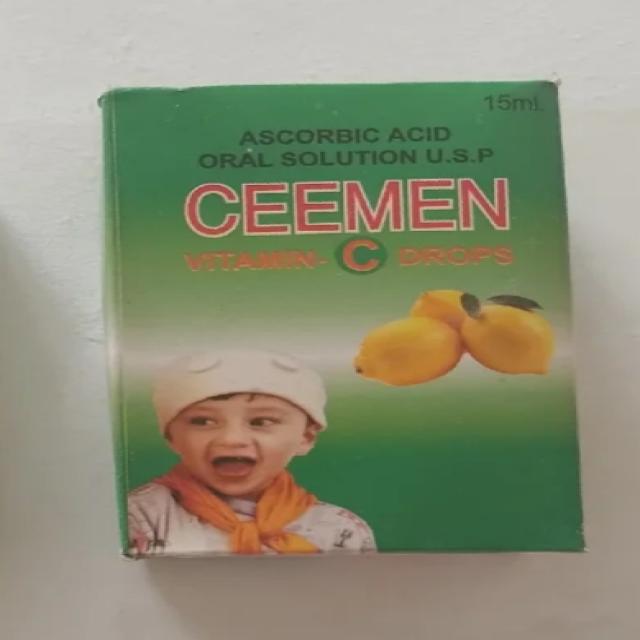 15ml.
ASCORBIC ACID
ORAL SOLUTION U.S.P
CEEMEN
VITAMIN- C DROPS